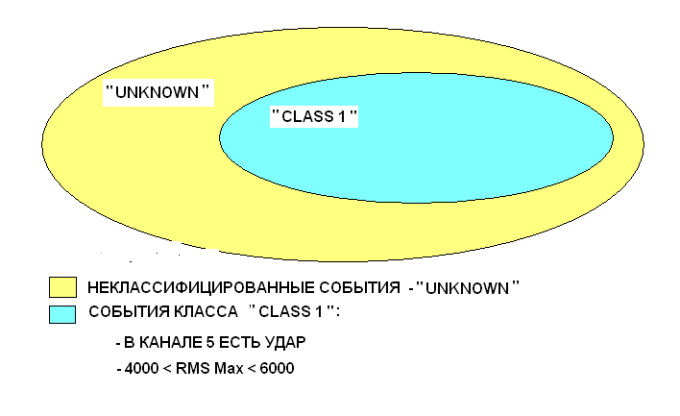 "UNKNOWN"
"CLASS 1"
НЕКЛАССИФИЦИРОВАННЫЕ СОБЫТИЯ - "UNKNOWN"
СОБЫТИЯ КЛАССА "CLASS 1":
- В КАНАЛЕ 5 ЕСТЬ УДАР
- 4000 < RMS Max < 6000